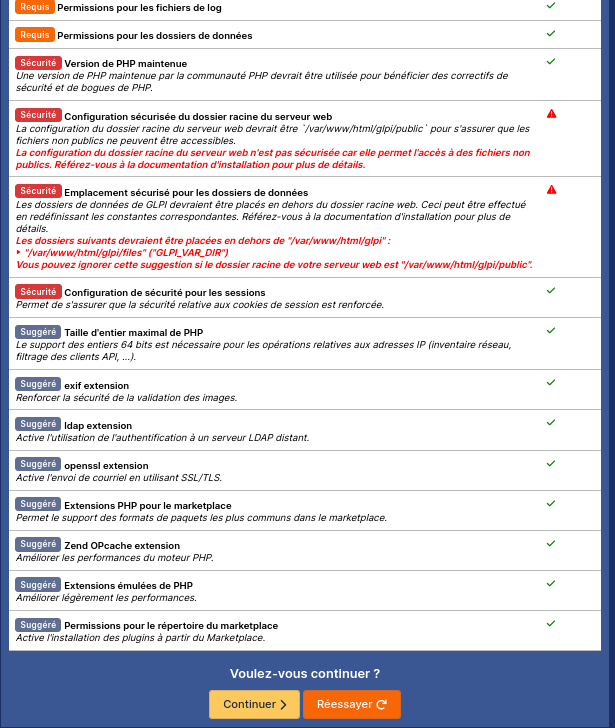 Requis Permissions pour les fichiers de log
Requis Permissions pour les dossiers de données
Sécurité Version de PHP maintenue
Une version de PHP maintenue par la communauté PHP devrait être utilisée pour bénéficier des correctifs de
sécurité et de bogues de PHP.
Sécurité Configuration sécurisée du dossier racine du serveur web
La configuration du dossier racine du serveur web devrait être `/var/www/html/glpi/public` pour s'assurer que les
fichiers non publics ne peuvent être accessibles.
La configuration du dossier racine du serveur web n'est pas sécurisée car elle permet l'accès à des fichiers non
publics. Référez-vous à la documentation d'installation pour plus de détails.
Sécurité Emplacement sécurisé pour les dossiers de données
Les dossiers de données de GLPI devraient être placés en dehors du dossier racine web. Ceci peut être effectué
en redéfinissant les constantes correspondantes. Référez-vous à la documentation d'installation pour plus de
détails.
Les dossiers suivants devraient être placées en dehors de "/var/www/html/glpi" :
‣ "/var/www/html/glpi/files" ("GLPI_VAR_DIR")
Vous pouvez ignorer cette suggestion si le dossier racine de votre serveur web est "/var/www/html/glpi/public".
Sécurité Configuration de sécurité pour les sessions
Permet de s'assurer que la sécurité relative aux cookies de session est renforcée.
Suggéré Taille d'entier maximal de PHP
Le support des entiers 64 bits est nécessaire pour les opérations relatives aux adresses IP (inventaire réseau,
filtrage des clients API, ...).
Suggéré exif extension
Renforcer la sécurité de la validation des images.
Suggéré ldap extension
Active l'utilisation de l'authentification à un serveur LDAP distant.
Suggéré openssl extension
Active l'envoi de courriel en utilisant SSL/TLS.
Suggéré Extensions PHP pour le marketplace
Permet le support des formats de paquets les plus communs dans le marketplace.
Suggéré Zend OPcache extension
Améliorer les performances du moteur PHP.
Suggéré Extensions émulées de PHP
Améliorer légèrement les performances.
Suggéré Permissions pour le répertoire du marketplace
Active l'installation des plugins à partir du Marketplace.
Voulez-vous continuer ?
Continuer Réessayer